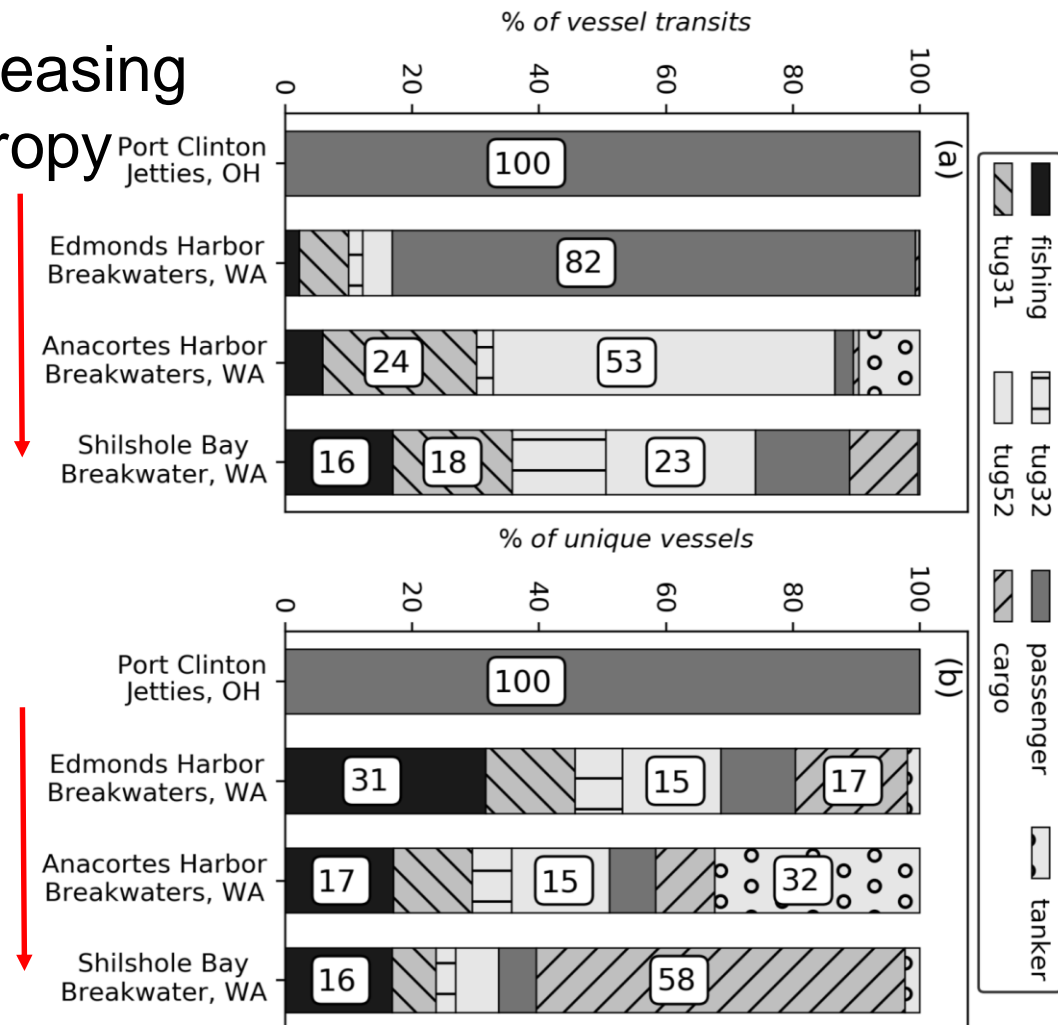 easing
ropy
% of vessel transits
0 20 40 60 80 100
(a)
Port Clinton
Jetties, OH
100
Edmonds Harbor
Breakwaters, WA
82
Anacortes Harbor
Breakwaters, WA
24 53
Shilshole Bay
Breakwater, WA
16 18 23
% of unique vessels
0 20 40 60 80 100
(b)
Port Clinton
Jetties, OH
100
Edmonds Harbor
Breakwaters, WA
31 15 17
Anacortes Harbor
Breakwaters, WA
17 15 32
Shilshole Bay
Breakwater, WA
16 58
fishing tug32 passenger tanker
tug31 tug52 cargo